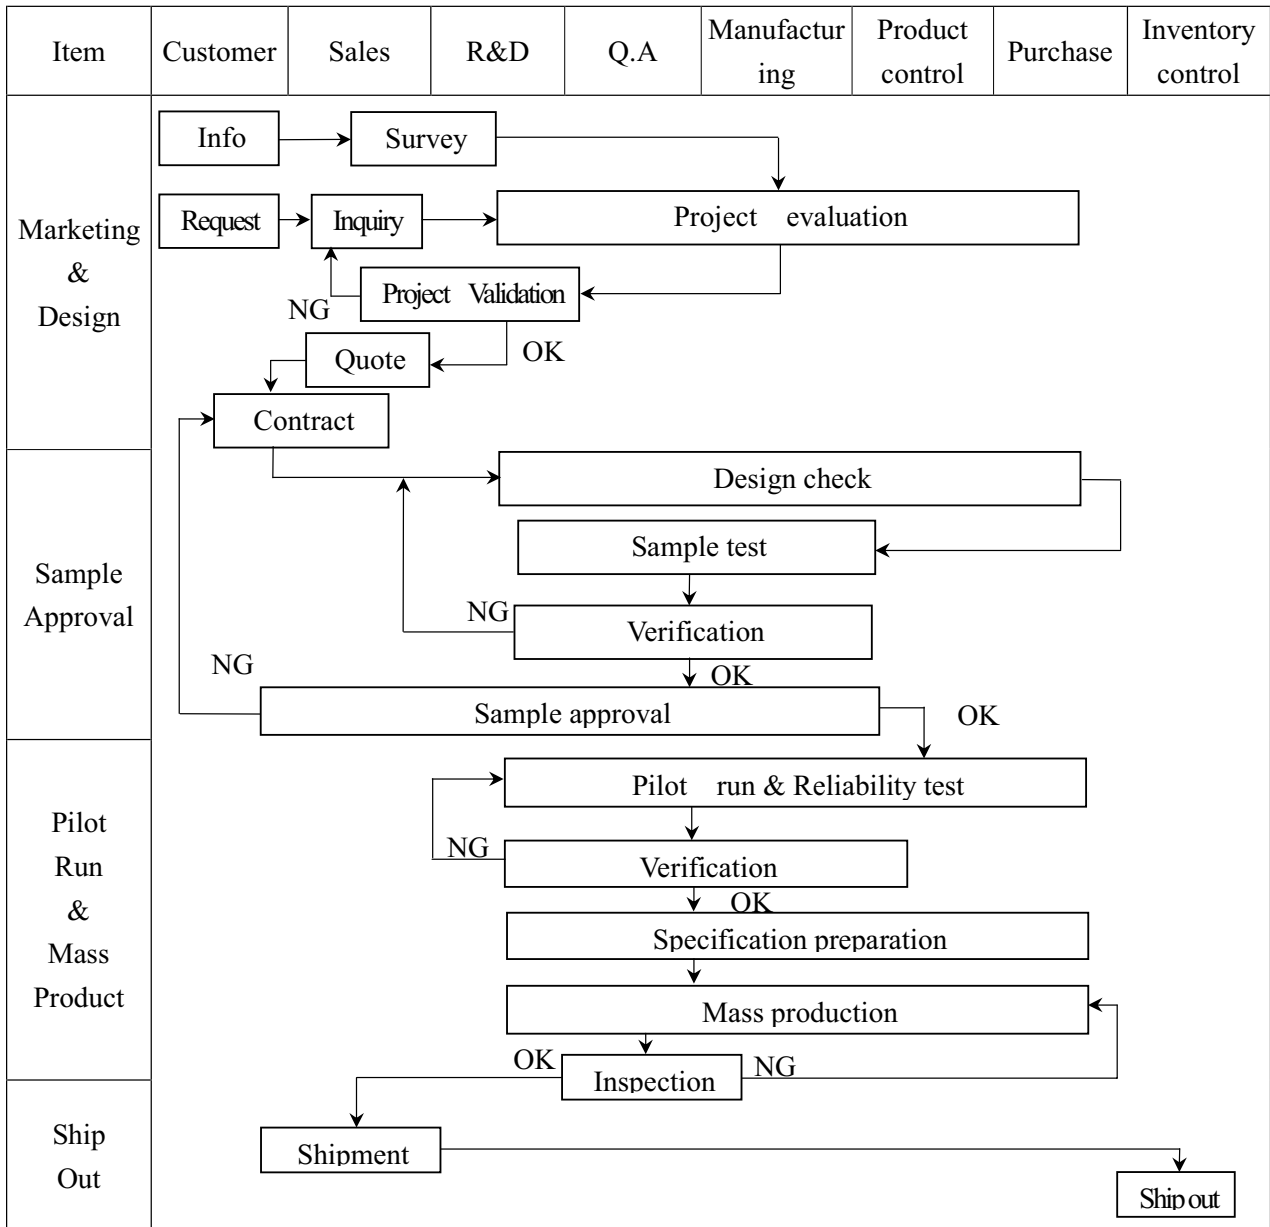 Item
Customer
Sales
R&D
Q.A
Manufactur
ing
Product
control
Purchase
Inventory
control
Marketing
&
Design
Info
Survey
Request
Inquiry
Project evaluation
Project Validation
NG
OK
Quote
Contract
Sample
Approval
Design check
Sample test
NG
Verification
NG
OK
Sample approval
OK
Pilot
Run
&
Mass
Product
Pilot run & Reliability test
NG
Verification
OK
Specification preparation
Mass production
OK
Inspection
NG
Ship
Out
Shipment
Ship out